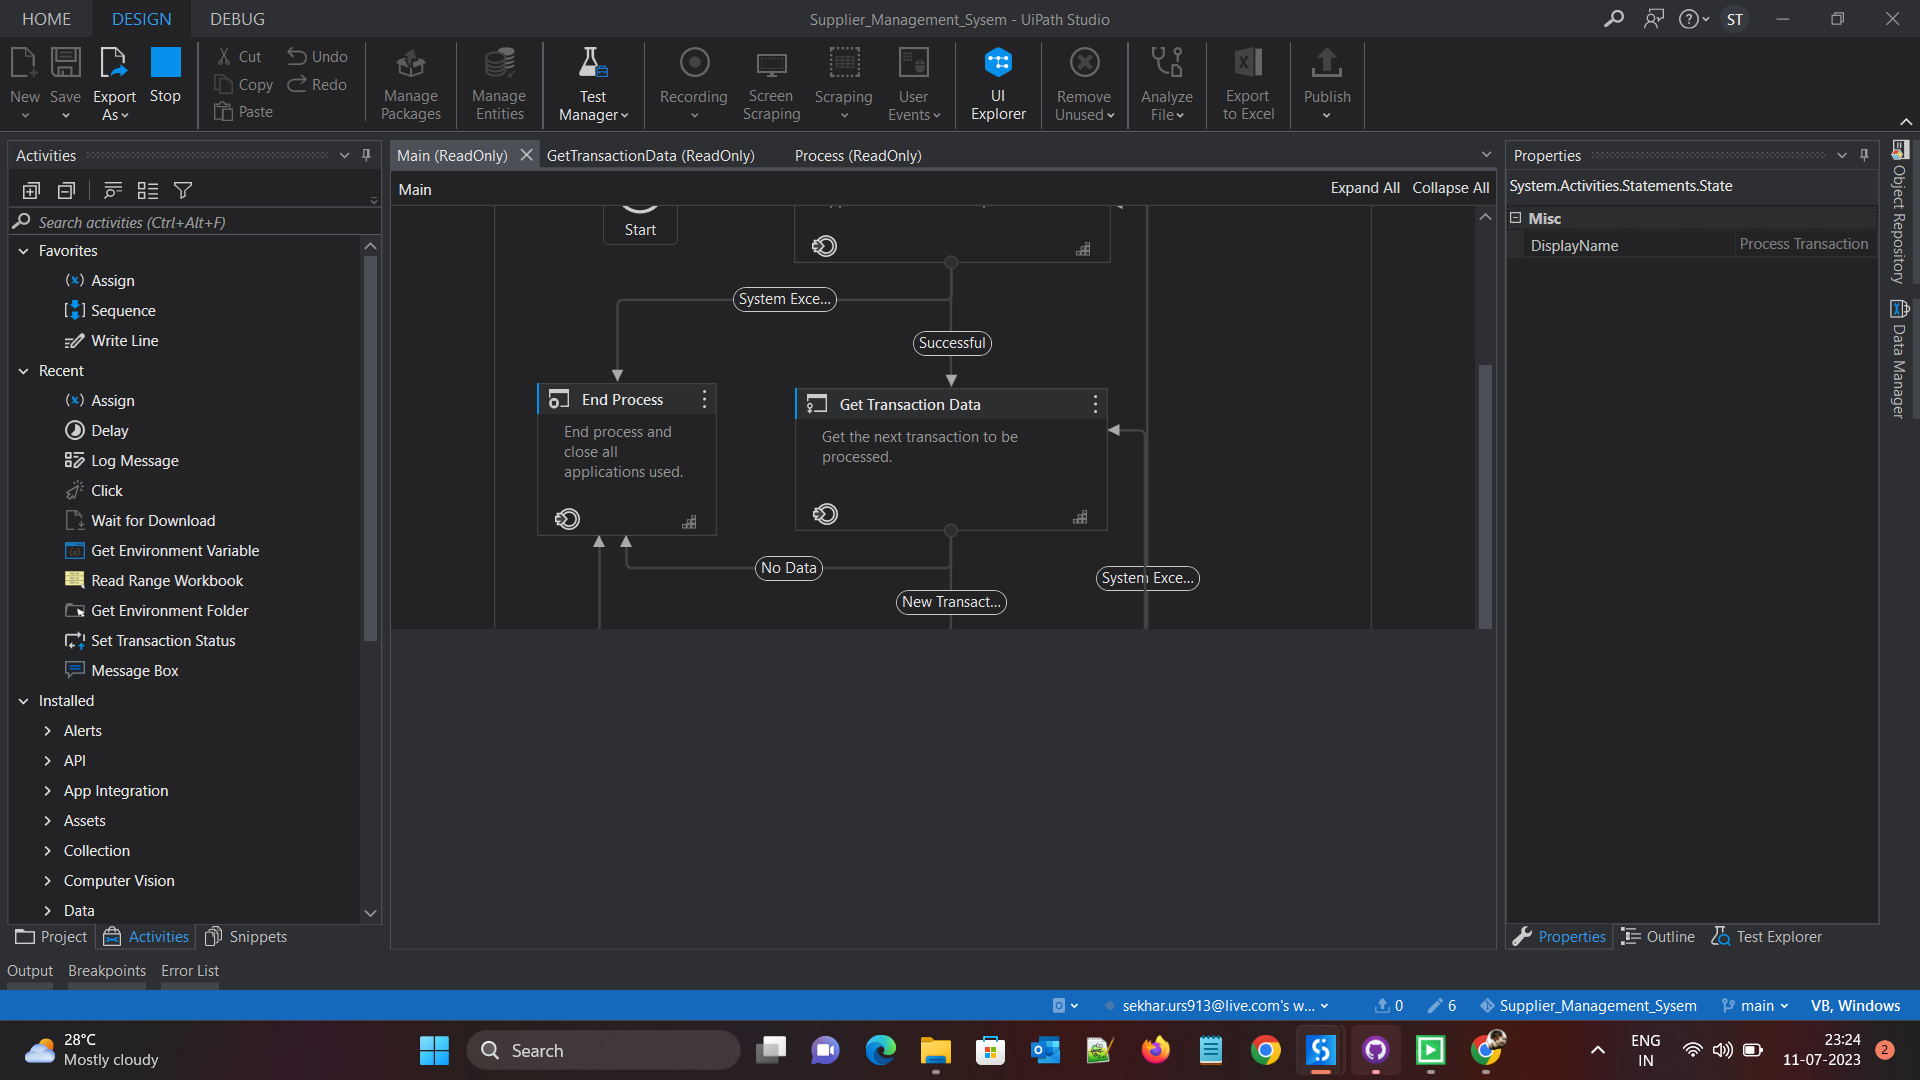 HOME DESIGN DEBUG
Supplier_Management_Sysem - UiPath Studio
ST
New
Save
Export As
Stop
Cut
Copy
Paste
Undo
Redo
Manage Packages
Manage Entities
Test Manager
Recording
Screen Scraping
Scraping
User Events
UI Explorer
Remove Unused
Analyze File
Export to Excel
Publish
Activities
Search activities (Ctrl+Alt+F)
Favorites
Assign
Sequence
Write Line
Recent
Assign
Delay
Log Message
Click
Wait for Download
Get Environment Variable
Read Range Workbook
Get Environment Folder
Set Transaction Status
Message Box
Installed
Alerts
API
App Integration
Assets
Collection
Computer Vision
Data
Project Activities Snippets
Main (ReadOnly) GetTransactionData (ReadOnly) Process (ReadOnly)
Main
Expand All Collapse All
Start
System Exce...
Successful
End Process
End process and
close all
applications used.
Get Transaction Data
Get the next transaction to be
processed.
No Data
New Transact...
System Exce...
Properties
System.Activities.Statements.State
Misc
DisplayName Process Transaction
Object Repository
Data Manager
Properties Outline Test Explorer
Output Breakpoints Error List
sekhar.urs913@live.com's w...
0
6
Supplier_Management_Sysem
main
VB, Windows
28°C
Mostly cloudy
Search
ENG
IN
23:24
11-07-2023
2